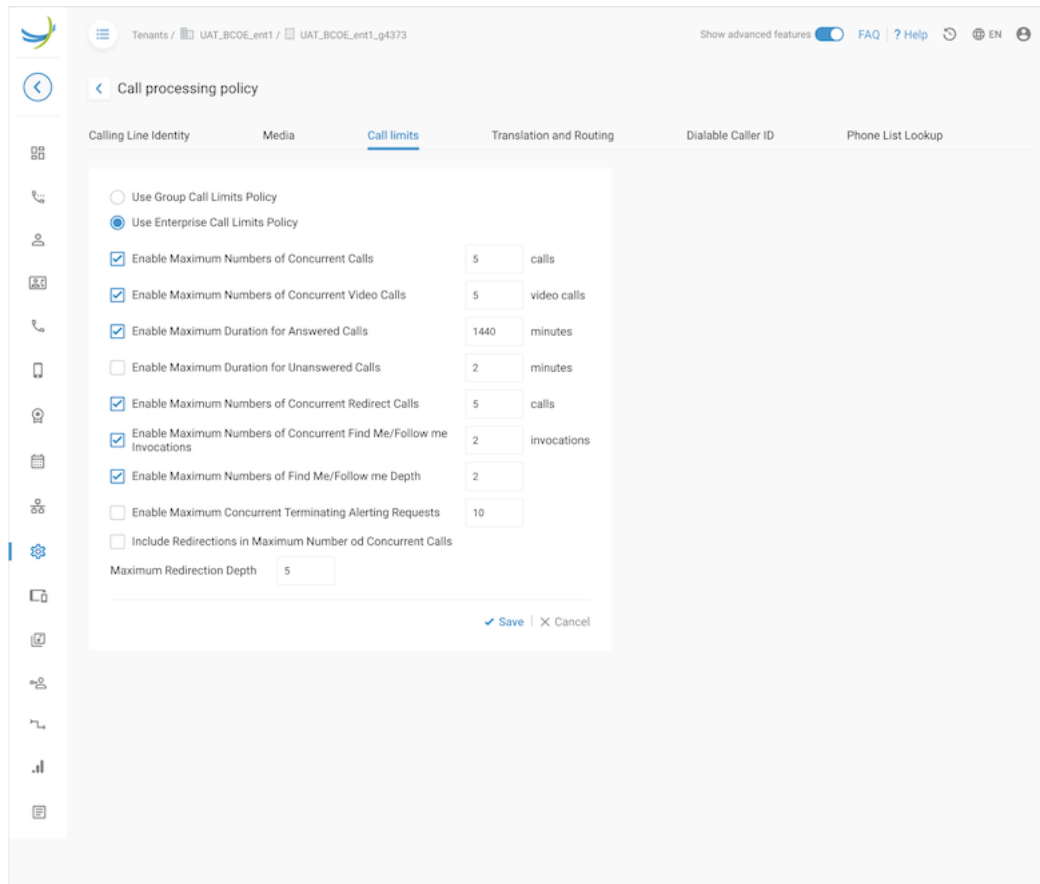 Tenants / UAT_BCOE_ent1 / UAT_BCOE_ent1_g4373
Show advanced features FAQ ? Help EN
Call processing policy
Calling Line Identity Media Call limits Translation and Routing Dialable Caller ID Phone List Lookup
Use Group Call Limits Policy
Use Enterprise Call Limits Policy
Enable Maximum Numbers of Concurrent Calls 5 calls
Enable Maximum Numbers of Concurrent Video Calls 5 video calls
Enable Maximum Duration for Answered Calls 1440 minutes
Enable Maximum Duration for Unanswered Calls 2 minutes
Enable Maximum Numbers of Concurrent Redirect Calls 5 calls
Enable Maximum Numbers of Concurrent Find Me/Follow me
Invocations 2 invocations
Enable Maximum Numbers of Find Me/Follow me Depth 2
Enable Maximum Concurrent Terminating Alerting Requests 10
Include Redirections in Maximum Number od Concurrent Calls
Maximum Redirection Depth 5
Save Cancel